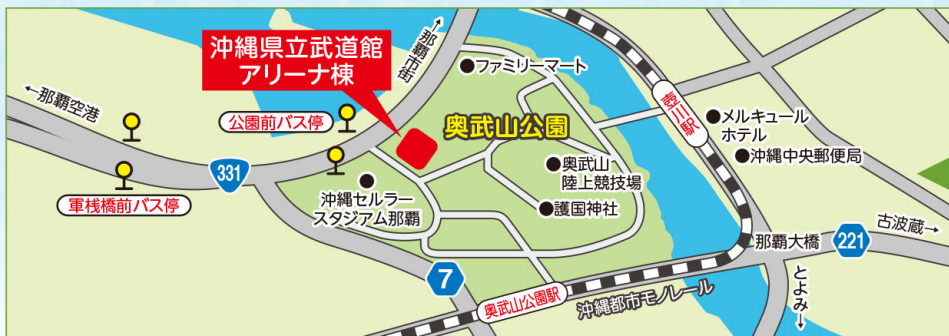 沖縄県立武道館
アリーナ棟
↑那覇市街
ファミリーマート
←那覇空港
公園前バス停
奥武山公園
壺川駅
メルキュール
ホテル
沖縄中央郵便局
331
軍桟橋前バス停
沖縄セルラー
スタジアム那覇
奥武山
陸上競技場
護国神社
古波蔵→
那覇大橋
221
7
奥武山公園駅
沖縄都市モノレール
とよみ↓